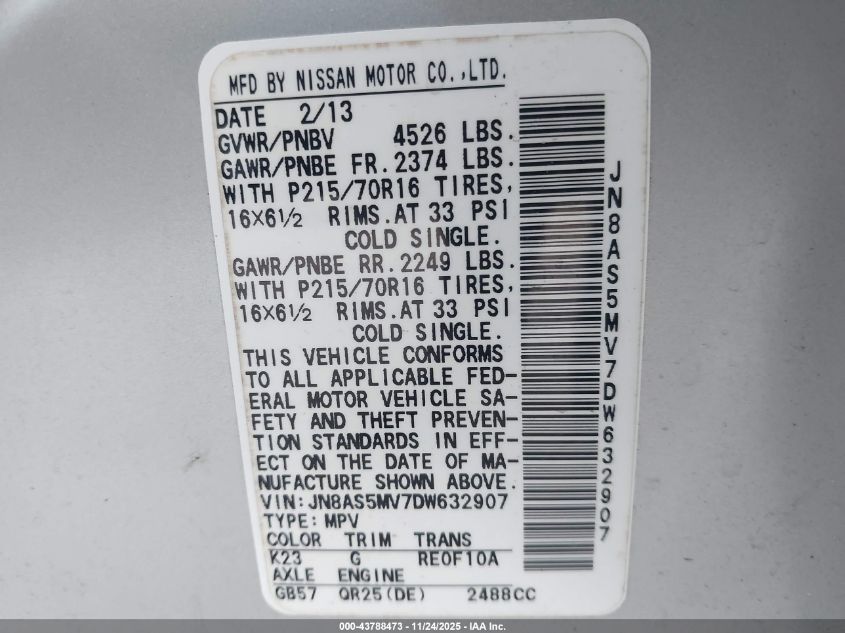 MFD BY NISSAN MOTOR CO.,LTD.
DATE 2/13
GVWR/PNBV 4526 LBS.
GAWR/PNBE FR. 2374 LBS.
WITH P215/70R16 TIRES,
16X6½ RIMS. AT 33 PSI
COLD SINGLE.
GAWR/PNBE RR. 2249 LBS.
WITH P215/70R16 TIRES,
16X6½ RIMS. AT 33 PSI
COLD SINGLE.
THIS VEHICLE CONFORMS
TO ALL APPLICABLE FED-
ERAL MOTOR VEHICLE SA-
FETY AND THEFT PREVEN-
TION STANDARDS IN EFF-
ECT ON THE DATE OF MA-
NUFACTURE SHOWN ABOVE.
VIN:JN8AS5MV7DW632907
TYPE:MPV
COLOR TRIM TRANS
K23 G RE0F10A
AXLE ENGINE
GB57 QR25(DE) 2488CC
JN8AS5MV7DW632907
000-43788473 - 11/24/2025 - IAA Inc.